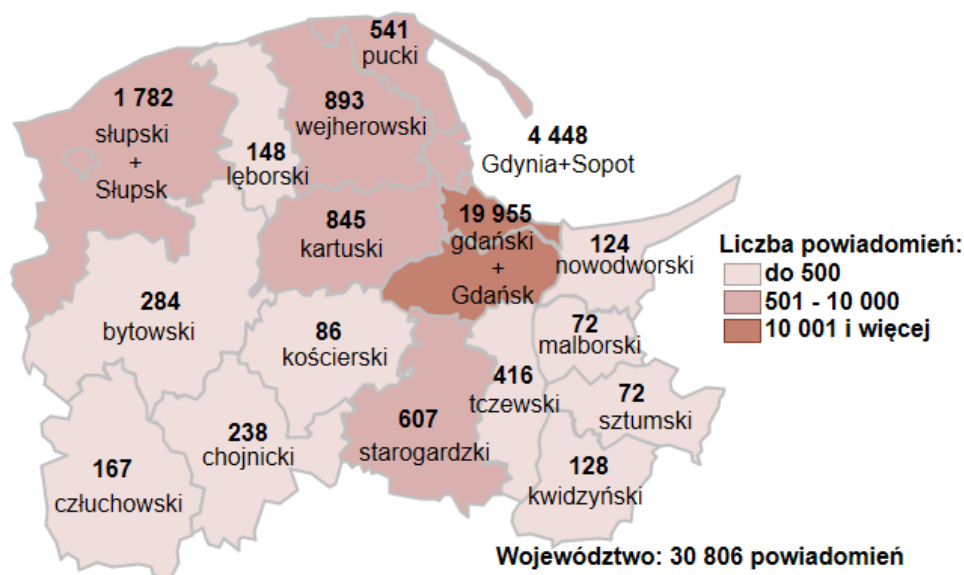 541
pucki
1 782
słupski
+
Słupsk
893
wejherowski
148
lęborski
4 448
Gdynia+Sopot
845
kartuski
19 955
gdański
+
Gdańsk
124
nowodworski
284
bytowski
86
kościerski
72
malborski
416
tczewski
72
sztumski
607
starogardzki
238
chojnicki
167
człuchowski
128
kwidzyński
Liczba powiadomień:
do 500
501 - 10 000
10 001 i więcej
Województwo: 30 806 powiadomień